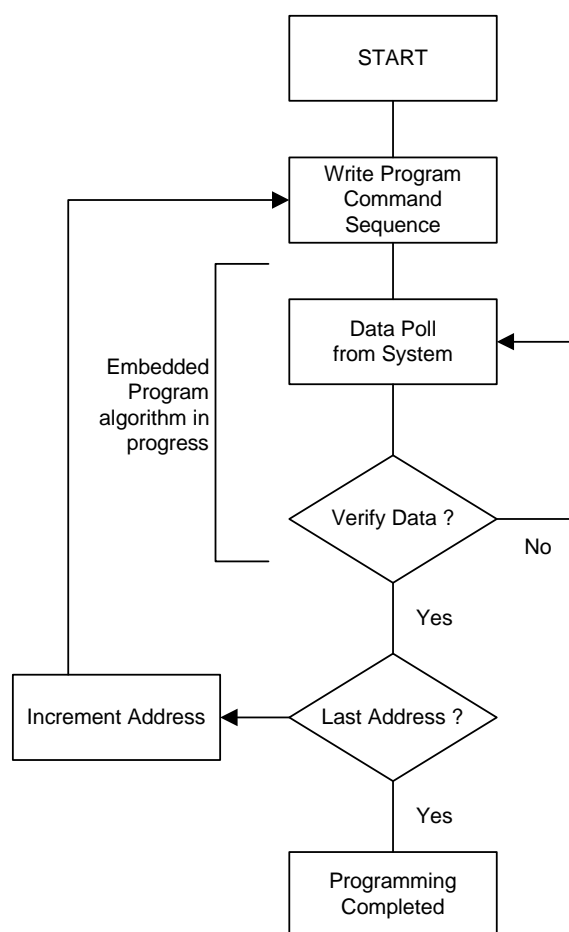 START
Write Program
Command
Sequence
Data Poll
from System
Embedded
Program
algorithm in
progress
Verify Data ?
No
Yes
Increment Address
Last Address ?
Yes
Programming
Completed